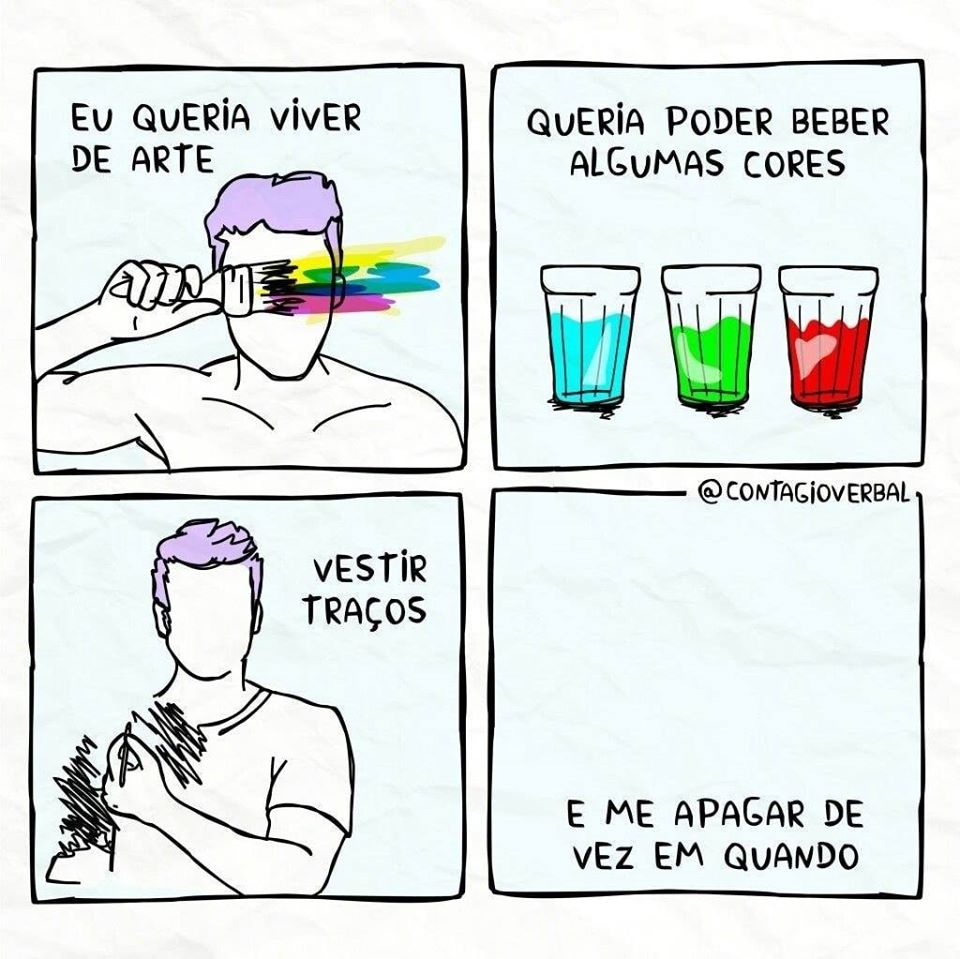 EU QUERIA VIVER
DE ARTE
QUERIA PODER BEBER
ALGUMAS CORES
VESTIR
TRAÇOS
@CONTAGIOVERBAL
E ME APAGAR DE
VEZ EM QUANDO